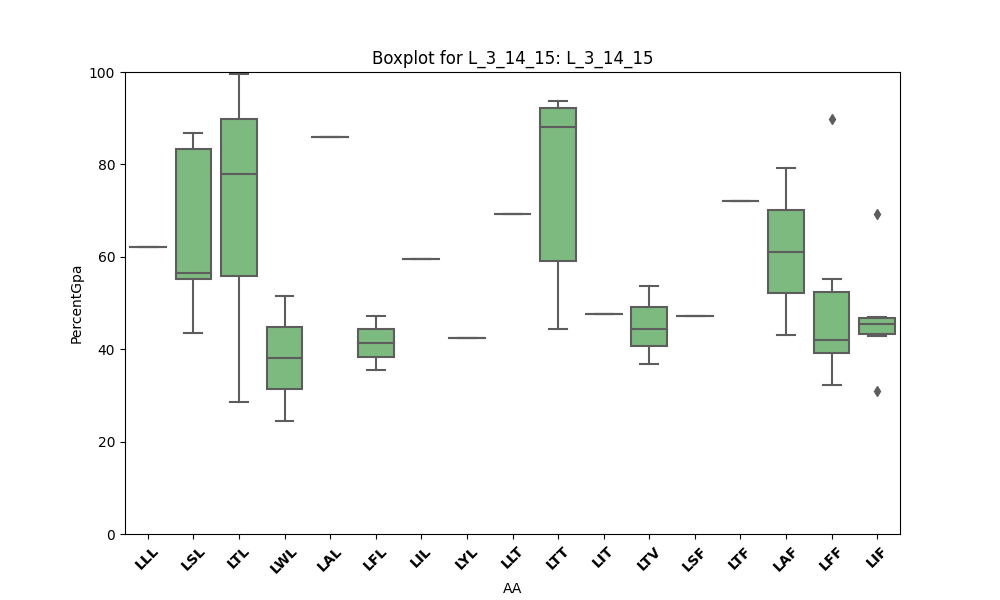 Boxplot for L_3_14_15: L_3_14_15
PercentGpa
100
80
60
40
20
0
LLL LSL LTL LWL LAL LFL LIL LYL LLT LTT LIT LTV LSF LTF LAF LFF LIF
AA